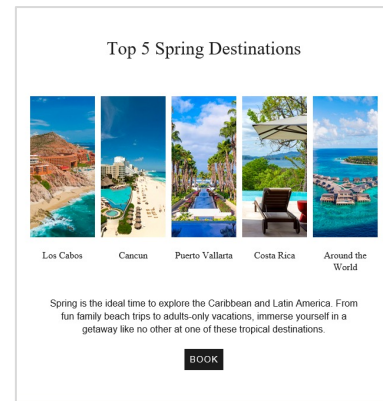 Top 5 Spring Destinations
Los Cabos
Cancun
Puerto Vallarta
Costa Rica
Around the
World
Spring is the ideal time to explore the Caribbean and Latin America. From
fun family beach trips to adults-only vacations, immerse yourself in a
getaway like no other at one of these tropical destinations.
BOOK